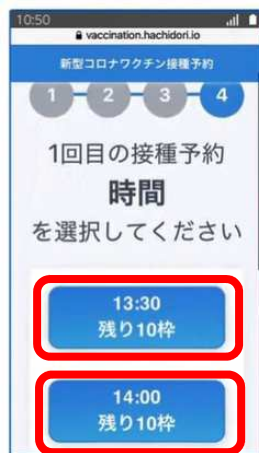 10:50
vaccination.hachidori.io
新型コロナワクチン接種予約
1 2 3 4
1回目の接種予約
時間
を選択してください
13:30
残り10枠
14:00
残り10枠